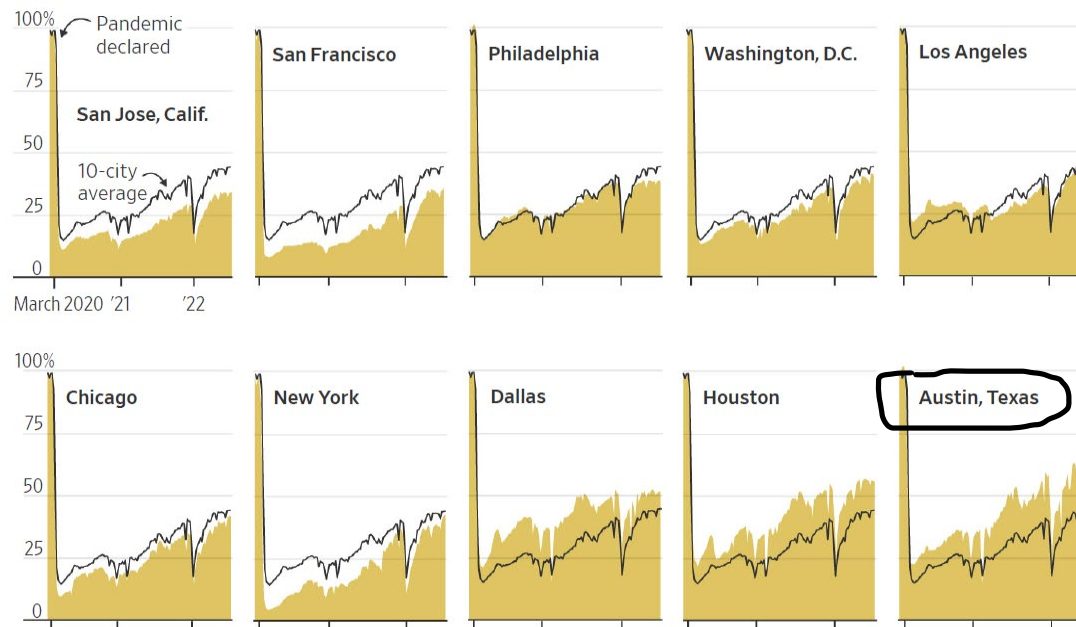 100%
Pandemic
declared
San Francisco
Philadelphia
Washington, D.C.
Los Angeles
75
San Jose, Calif.
50
10-city
average
25
0
March 2020 ’21 ’22
100%
Chicago
New York
Dallas
Houston
Austin, Texas
75
50
25
0